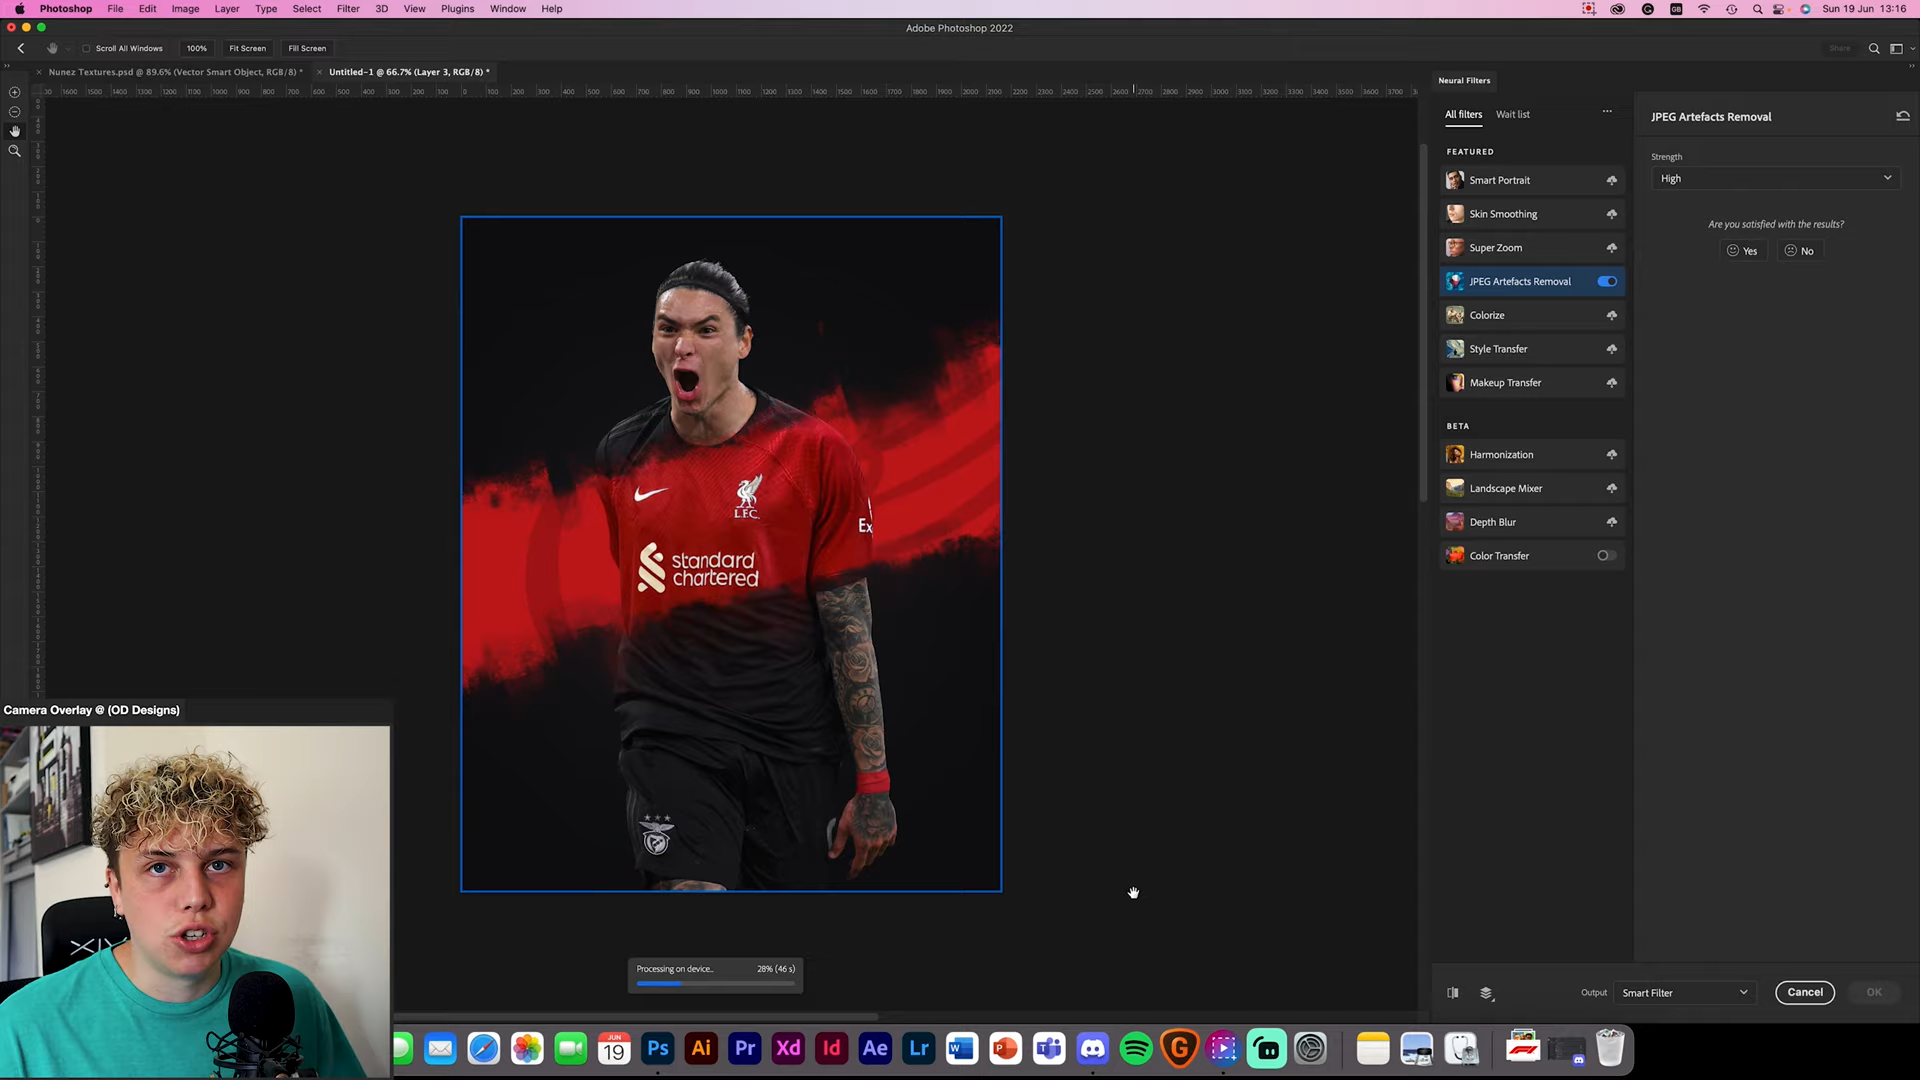 Photoshop File Edit Image Layer Type Select Filter 3D View Plugins Window Help
Sun 19 Jun 13:16
Adobe Photoshop 2022
Scroll All Windows 100% Fit Screen Fill Screen
Share
× Nunez Textures.psd @ 89.6% (Vector Smart Object, RGB/8) *
× Untitled-1 @ 66.7% (Layer 3, RGB/8) *
Neural Filters
All filters Wait list
JPEG Artefacts Removal
FEATURED
Strength
High
Smart Portrait
Skin Smoothing
Are you satisfied with the results?
Yes No
Super Zoom
JPEG Artefacts Removal
Colorize
Style Transfer
Makeup Transfer
BETA
Harmonization
Landscape Mixer
Depth Blur
Color Transfer
L.F.C.
Ex
standard
chartered
Camera Overlay @ (OD Designs)
Processing on device... 28% (46 s)
Output Smart Filter Cancel OK
JUN
19
Ps Ai Pr Xd Id Ae Lr